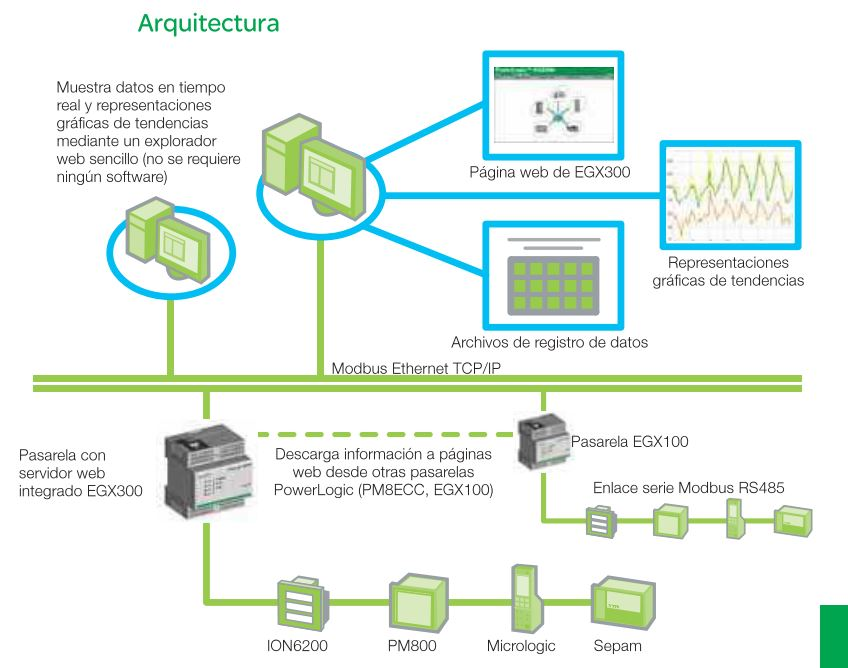 Arquitectura
Muestra datos en tiempo
real y representaciones
gráficas de tendencias
mediante un explorador
web sencillo (no se requiere
ningún software)
Página web de EGX300
Representaciones
gráficas de tendencias
Archivos de registro de datos
Modbus Ethernet TCP/IP
Pasarela con
servidor web
integrado EGX300
Descarga información a páginas
web desde otras pasarelas
PowerLogic (PM8ECC, EGX100)
Pasarela EGX100
Enlace serie Modbus RS485
ION6200
PM800
Micrologic
Sepam